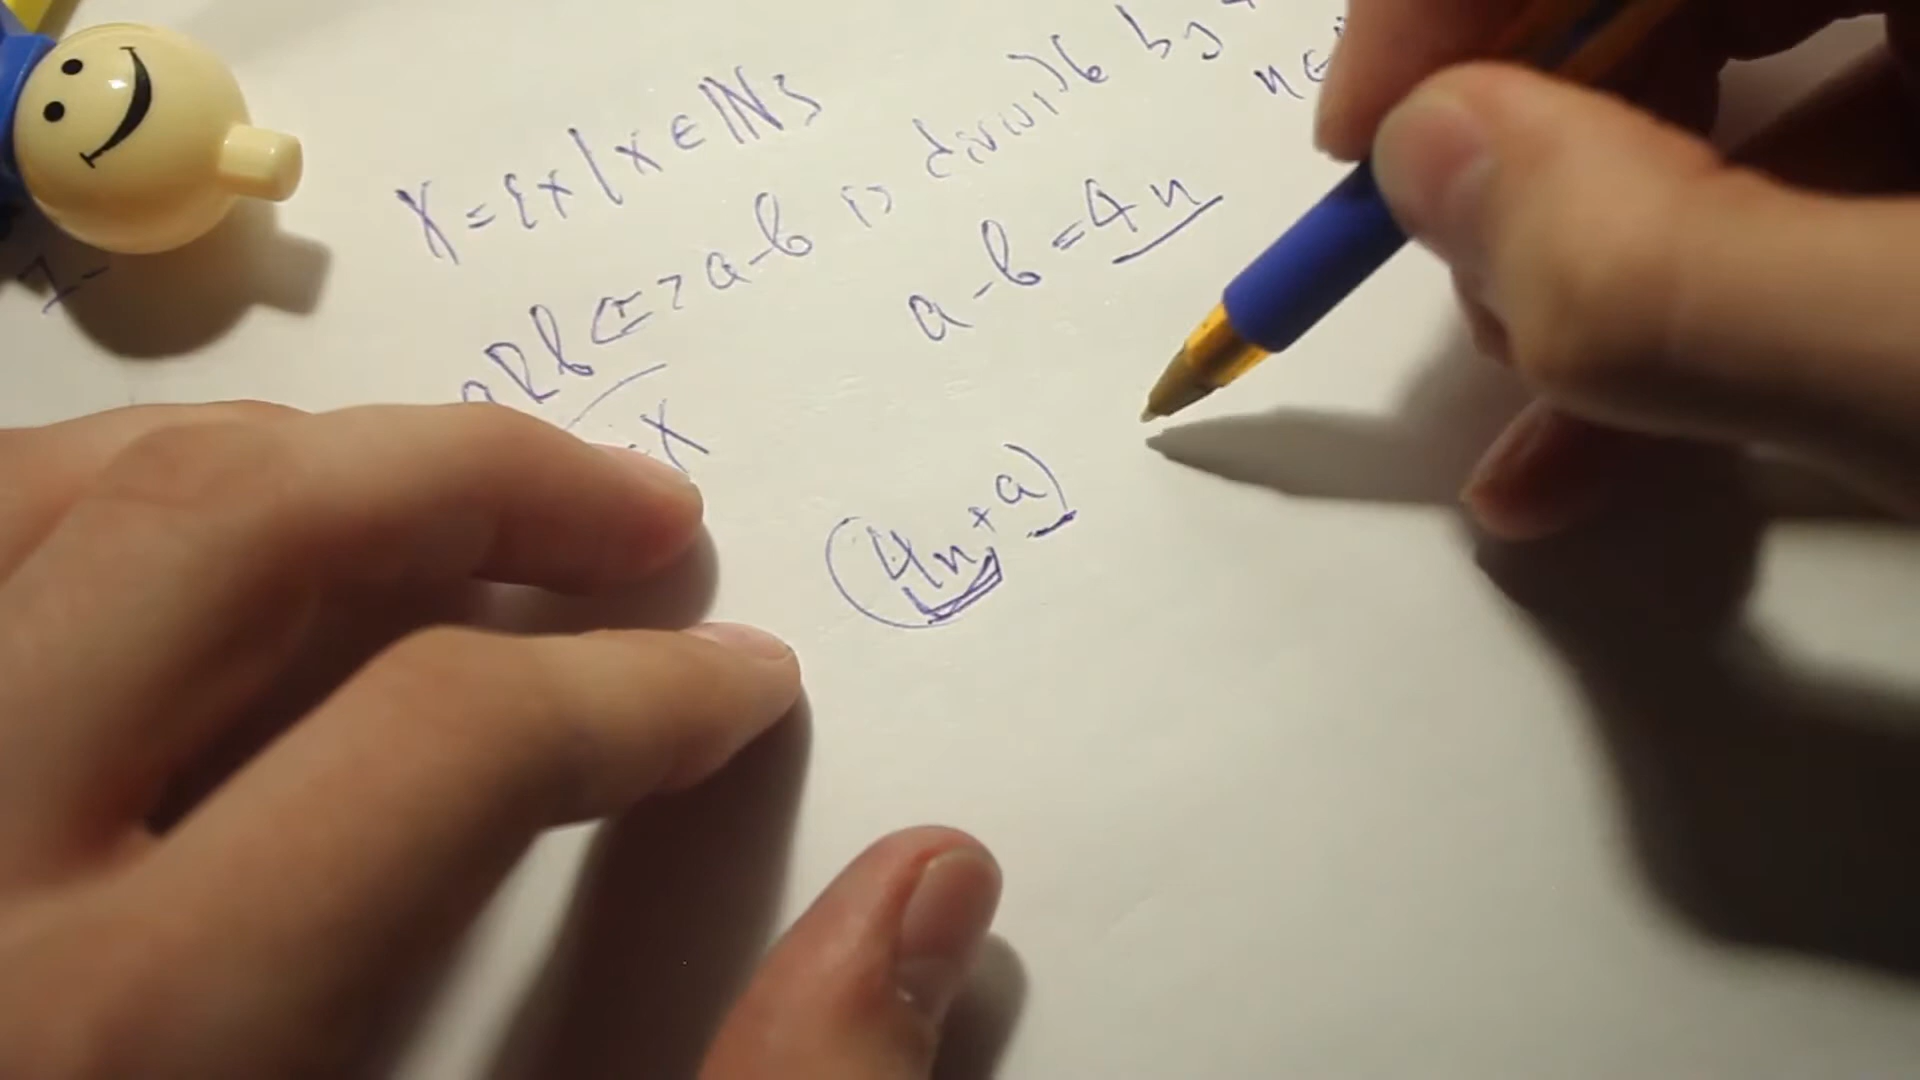 X = {x | x ∈ ℕ}
aRb <=> a-b is divisible by 4
a-b = 4n
n ∈
X
(4n + a)